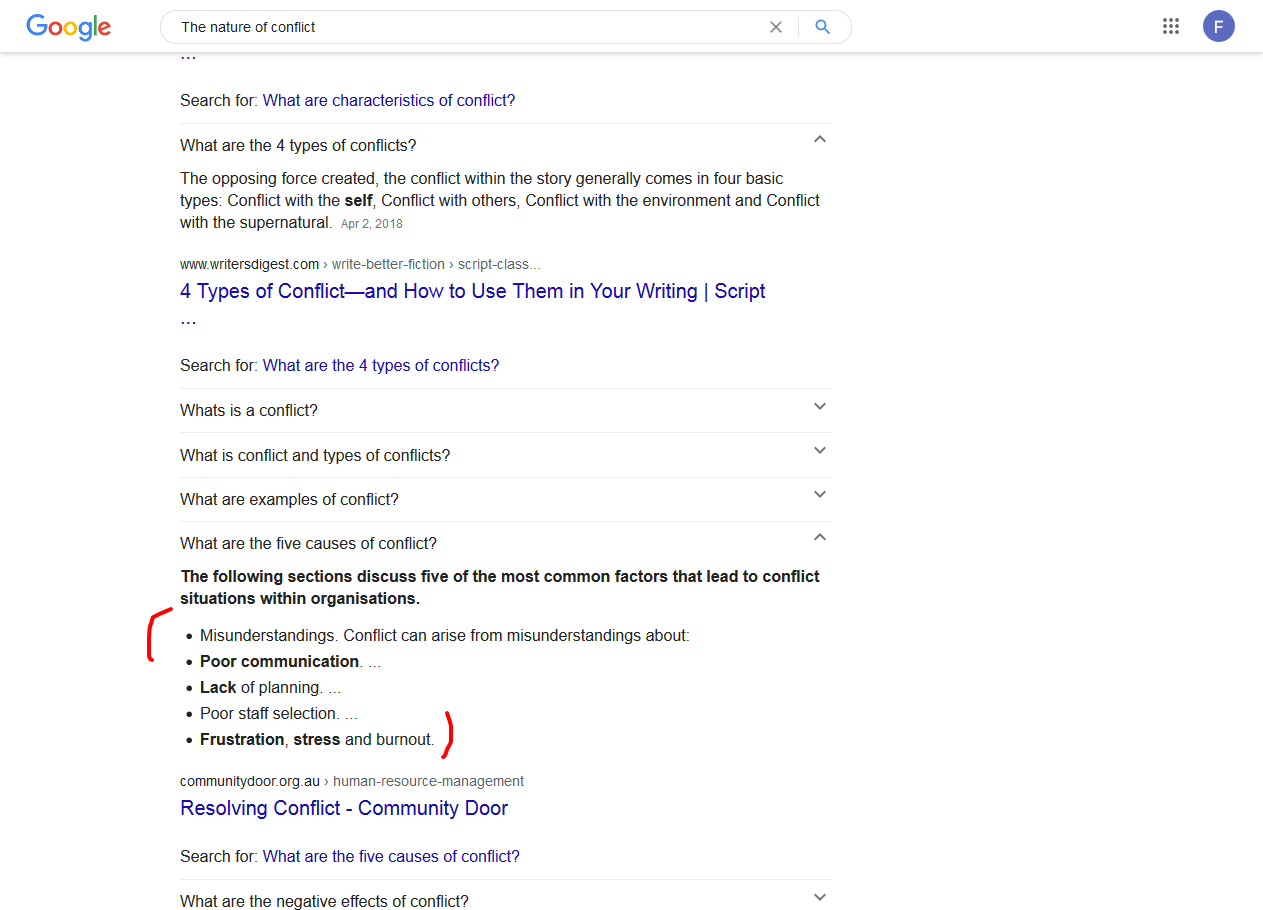 Google
The nature of conflict
F
...
Search for: What are characteristics of conflict?
What are the 4 types of conflicts?
The opposing force created, the conflict within the story generally comes in four basic
types: Conflict with the self, Conflict with others, Conflict with the environment and Conflict
with the supernatural. Apr 2, 2018
www.writersdigest.com › write-better-fiction › script-class...
4 Types of Conflict—and How to Use Them in Your Writing | Script
...
Search for: What are the 4 types of conflicts?
Whats is a conflict?
What is conflict and types of conflicts?
What are examples of conflict?
What are the five causes of conflict?
The following sections discuss five of the most common factors that lead to conflict
situations within organisations.
• Misunderstandings. Conflict can arise from misunderstandings about:
• Poor communication. ...
• Lack of planning. ...
• Poor staff selection. ...
• Frustration, stress and burnout.
communitydoor.org.au › human-resource-management
Resolving Conflict - Community Door
Search for: What are the five causes of conflict?
What are the negative effects of conflict?